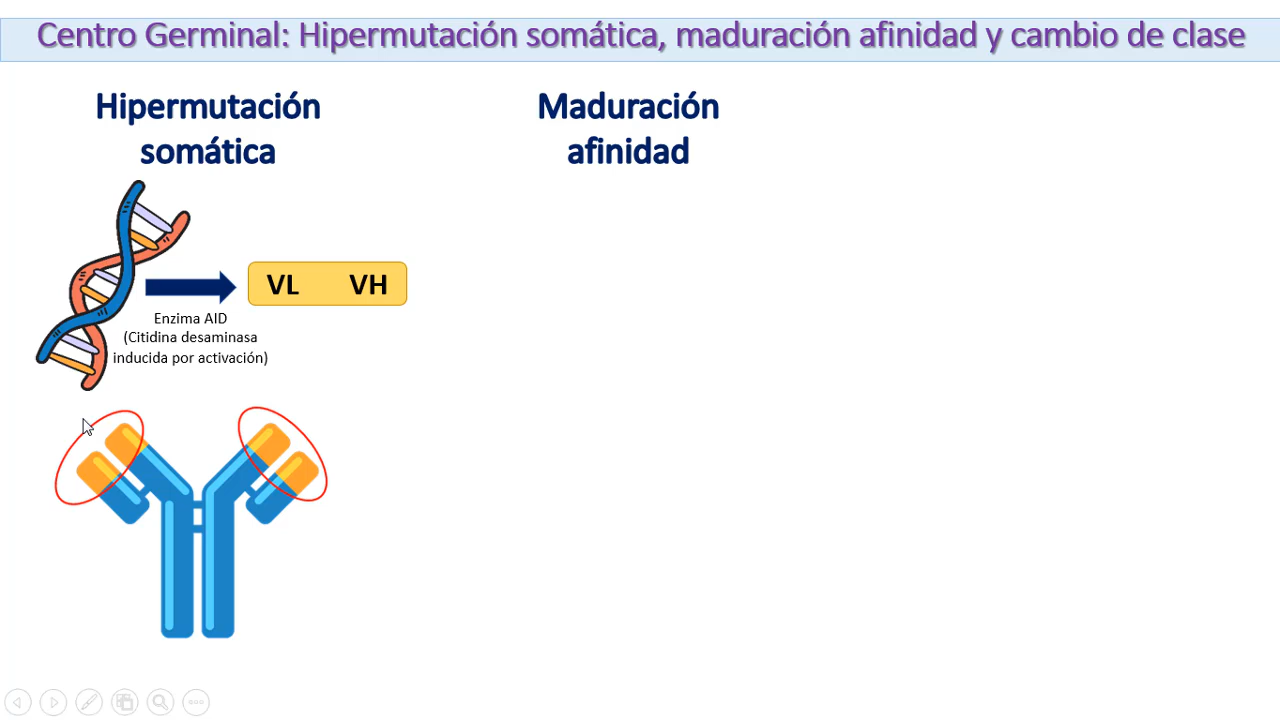 Centro Germinal: Hipermutación somática, maduración afinidad y cambio de clase
Hipermutación
somática
Maduración
afinidad
VL VH
Enzima AID
(Citidina desaminasa
inducida por activación)